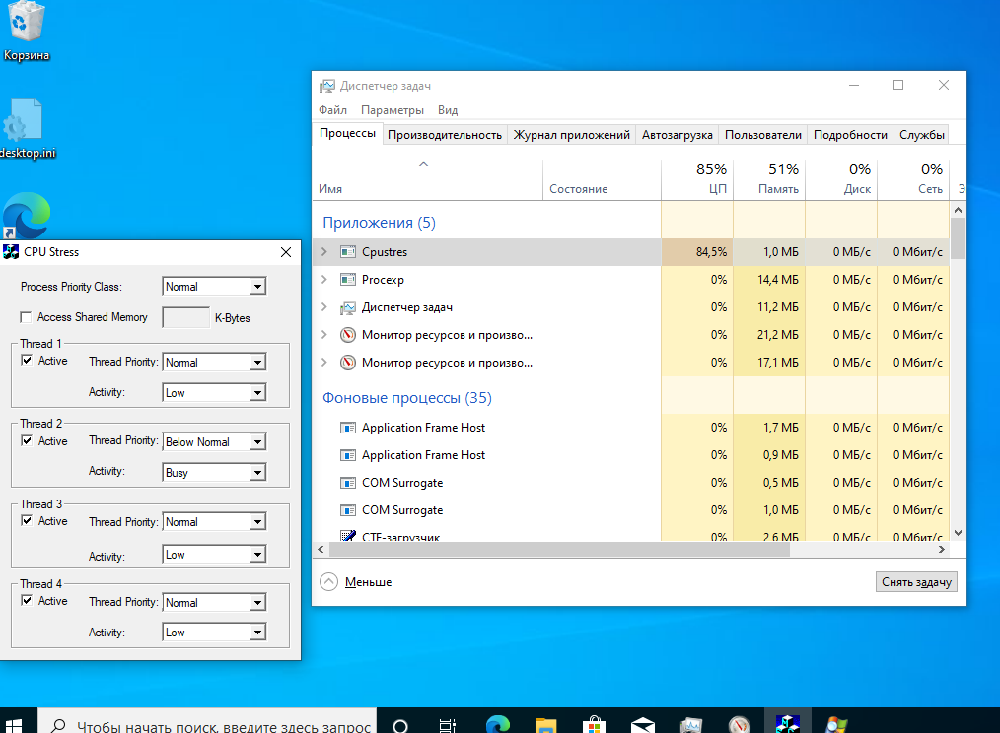 Корзина
desktop.ini
CPU Stress
Process Priority Class: Normal
Access Shared Memory K-Bytes
Thread 1
Active Thread Priority: Normal
Activity: Low
Thread 2
Active Thread Priority: Below Normal
Activity: Busy
Thread 3
Active Thread Priority: Normal
Activity: Low
Thread 4
Active Thread Priority: Normal
Activity: Low
Диспетчер задач
Файл Параметры Вид
Процессы Производительность Журнал приложений Автозагрузка Пользователи Подробности Службы
85% 51% 0% 0%
Имя Состояние ЦП Память Диск Сеть Э
Приложения (5)
Cpustres 84,5% 1,0 МБ 0 МБ/с 0 Мбит/с
Procexp 0% 14,4 МБ 0 МБ/с 0 Мбит/с
Диспетчер задач 0% 11,2 МБ 0 МБ/с 0 Мбит/с
Монитор ресурсов и произво... 0% 21,2 МБ 0 МБ/с 0 Мбит/с
Монитор ресурсов и произво... 0% 17,1 МБ 0 МБ/с 0 Мбит/с
Фоновые процессы (35)
Application Frame Host 0% 1,7 МБ 0 МБ/с 0 Мбит/с
Application Frame Host 0% 0,9 МБ 0 МБ/с 0 Мбит/с
COM Surrogate 0% 0,5 МБ 0 МБ/с 0 Мбит/с
COM Surrogate 0% 1,0 МБ 0 МБ/с 0 Мбит/с
CTF-загрузчик 0% 2,6 МБ 0 МБ/с 0 Мбит/с
Меньше Снять задачу
Чтобы начать поиск, введите здесь запрос